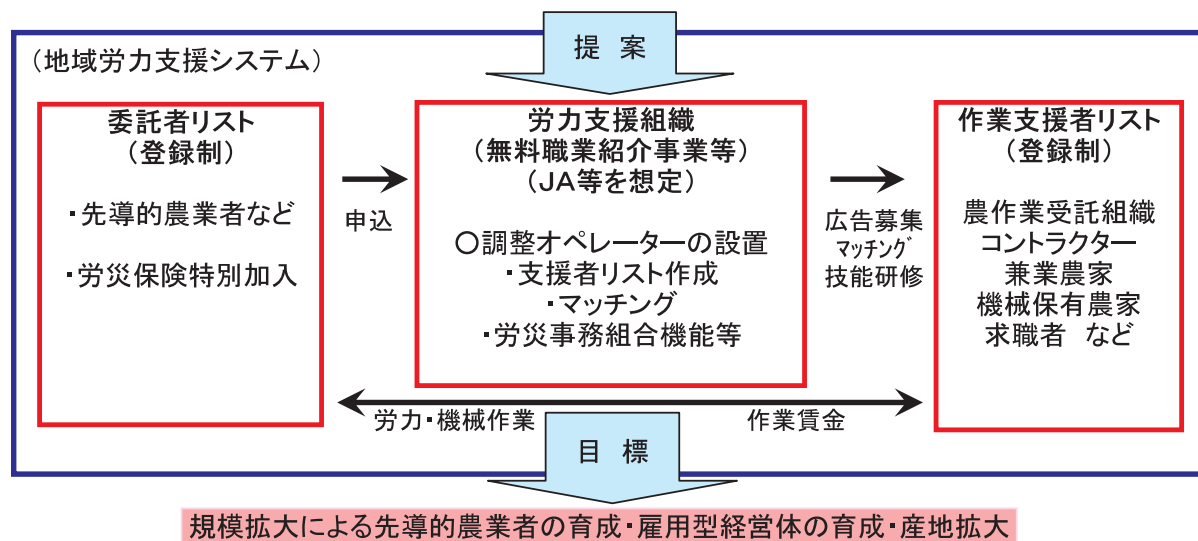 提 案
(地域労力支援システム)
委託者リスト
(登録制)
・先導的農業者など
・労災保険特別加入
申込
労力支援組織
(無料職業紹介事業等)
(JA等を想定)
〇調整オペレーターの設置
・支援者リスト作成
・マッチング
・労災事務組合機能等
広告募集
マッチング
技能研修
作業支援者リスト
(登録制)
農作業受託組織
コントラクター
兼業農家
機械保有農家
求職者 など
労力・機械作業
作業賃金
目 標
規模拡大による先導的農業者の育成・雇用型経営体の育成・産地拡大